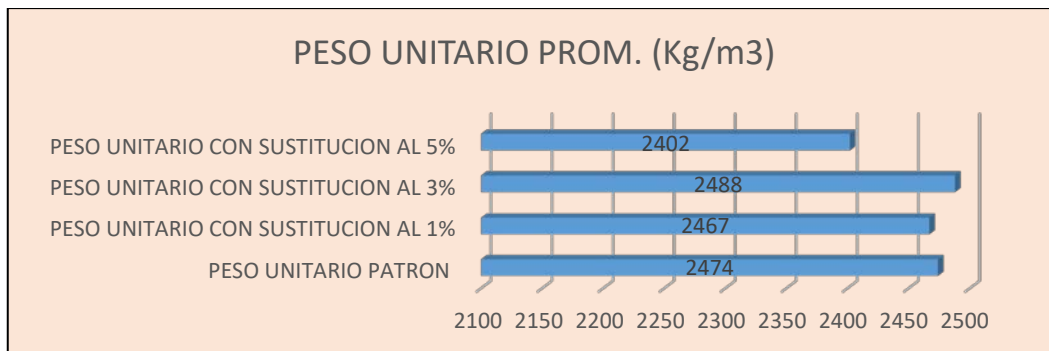 PESO UNITARIO PROM. (Kg/m3)
PESO UNITARIO CON SUSTITUCION AL 5%
2402
PESO UNITARIO CON SUSTITUCION AL 3%
2488
PESO UNITARIO CON SUSTITUCION AL 1%
2467
PESO UNITARIO PATRON
2474
2100 2150 2200 2250 2300 2350 2400 2450 2500